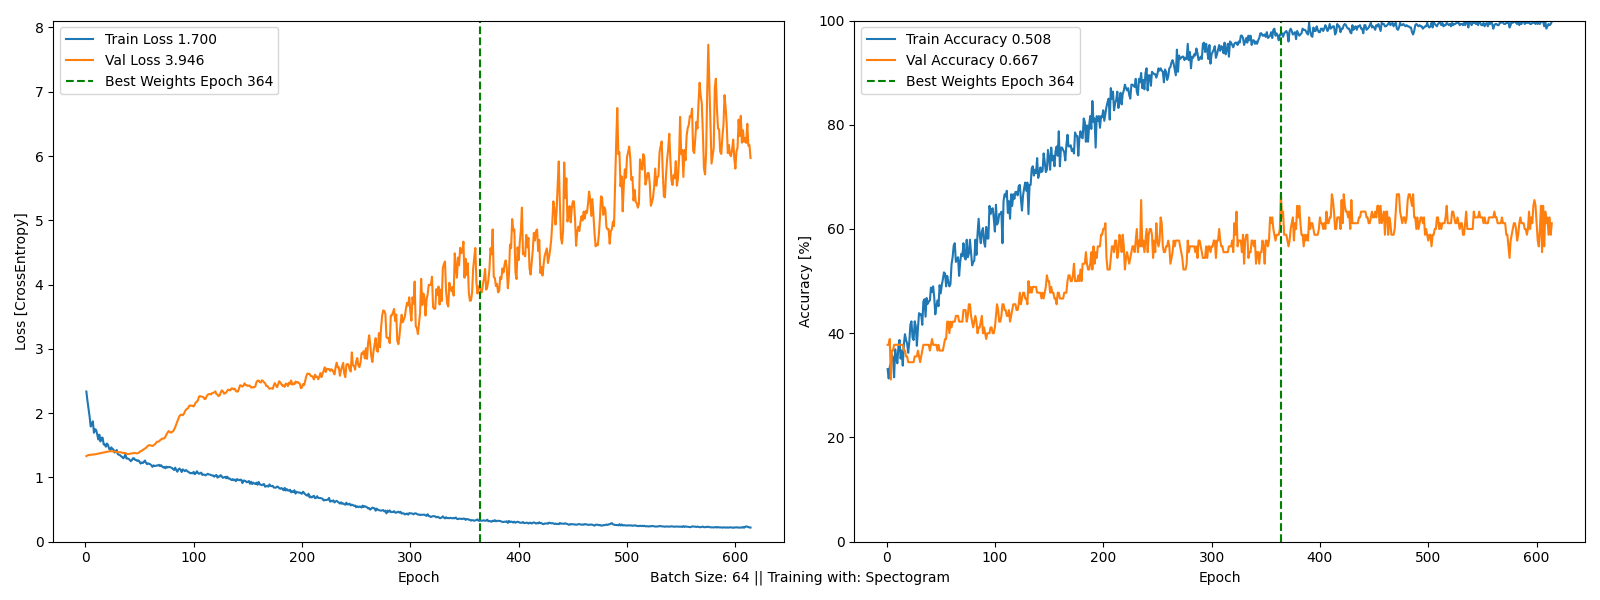 Train Loss 1.700
Val Loss 3.946
Best Weights Epoch 364
Loss [CrossEntropy]
8
7
6
5
4
3
2
1
0
0 100 200 300 400 500 600
Epoch
Train Accuracy 0.508
Val Accuracy 0.667
Best Weights Epoch 364
Accuracy [%]
100
80
60
40
20
0
0 100 200 300 400 500 600
Epoch
Batch Size: 64 || Training with: Spectogram